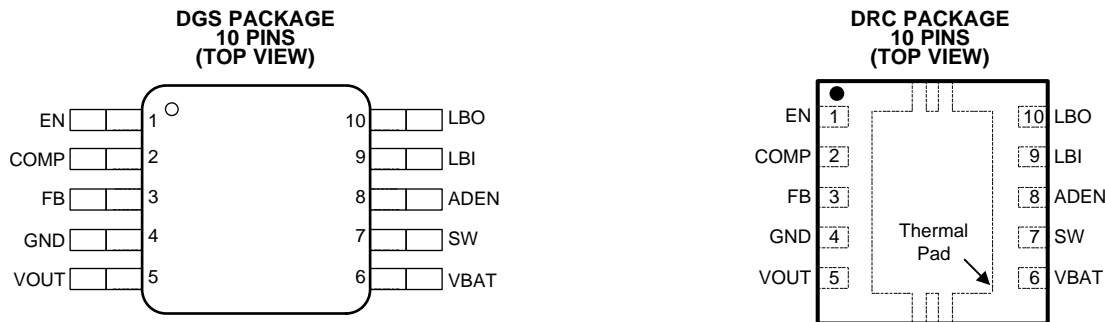 DGS PACKAGE
10 PINS
(TOP VIEW)
EN 1 10 LBO
COMP 2 9 LBI
FB 3 8 ADEN
GND 4 7 SW
VOUT 5 6 VBAT
DRC PACKAGE
10 PINS
(TOP VIEW)
EN 1 10 LBO
COMP 2 9 LBI
FB 3 8 ADEN
GND 4 7 SW
Thermal
Pad
VOUT 5 6 VBAT